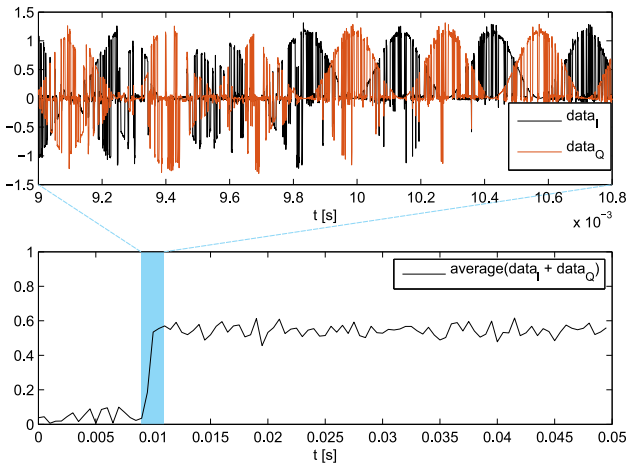 1.5
1
0.5
0
−0.5
−1
−1.5
data_I
data_Q
9 9.2 9.4 9.6 9.8 10 10.2 10.4 10.6 10.8
t [s]
x 10^-3
1
0.8
0.6
0.4
0.2
0
average(data_I + data_Q)
0 0.005 0.01 0.015 0.02 0.025 0.03 0.035 0.04 0.045 0.05
t [s]